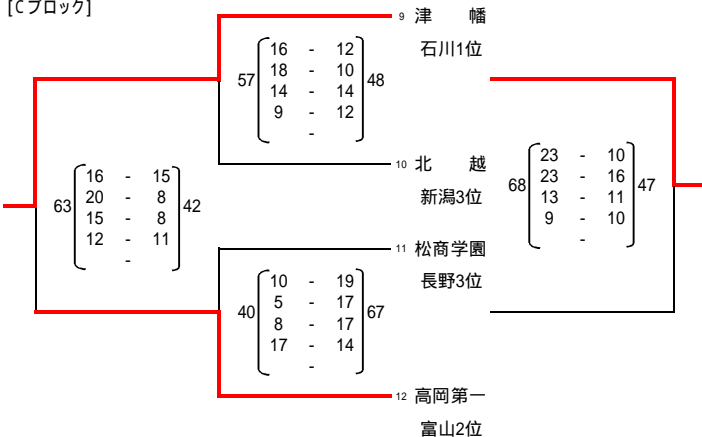 [Cブロック]
9 津　幡
石川1位
57 16 - 12 48
18 - 10
14 - 14
9 - 12
-
10 北　越
新潟3位
63 16 - 15 42
20 - 8
15 - 8
12 - 11
-
68 23 - 10 47
23 - 16
13 - 11
9 - 10
-
11 松商学園
長野3位
40 10 - 19 67
5 - 17
8 - 17
17 - 14
-
12 高岡第一
富山2位